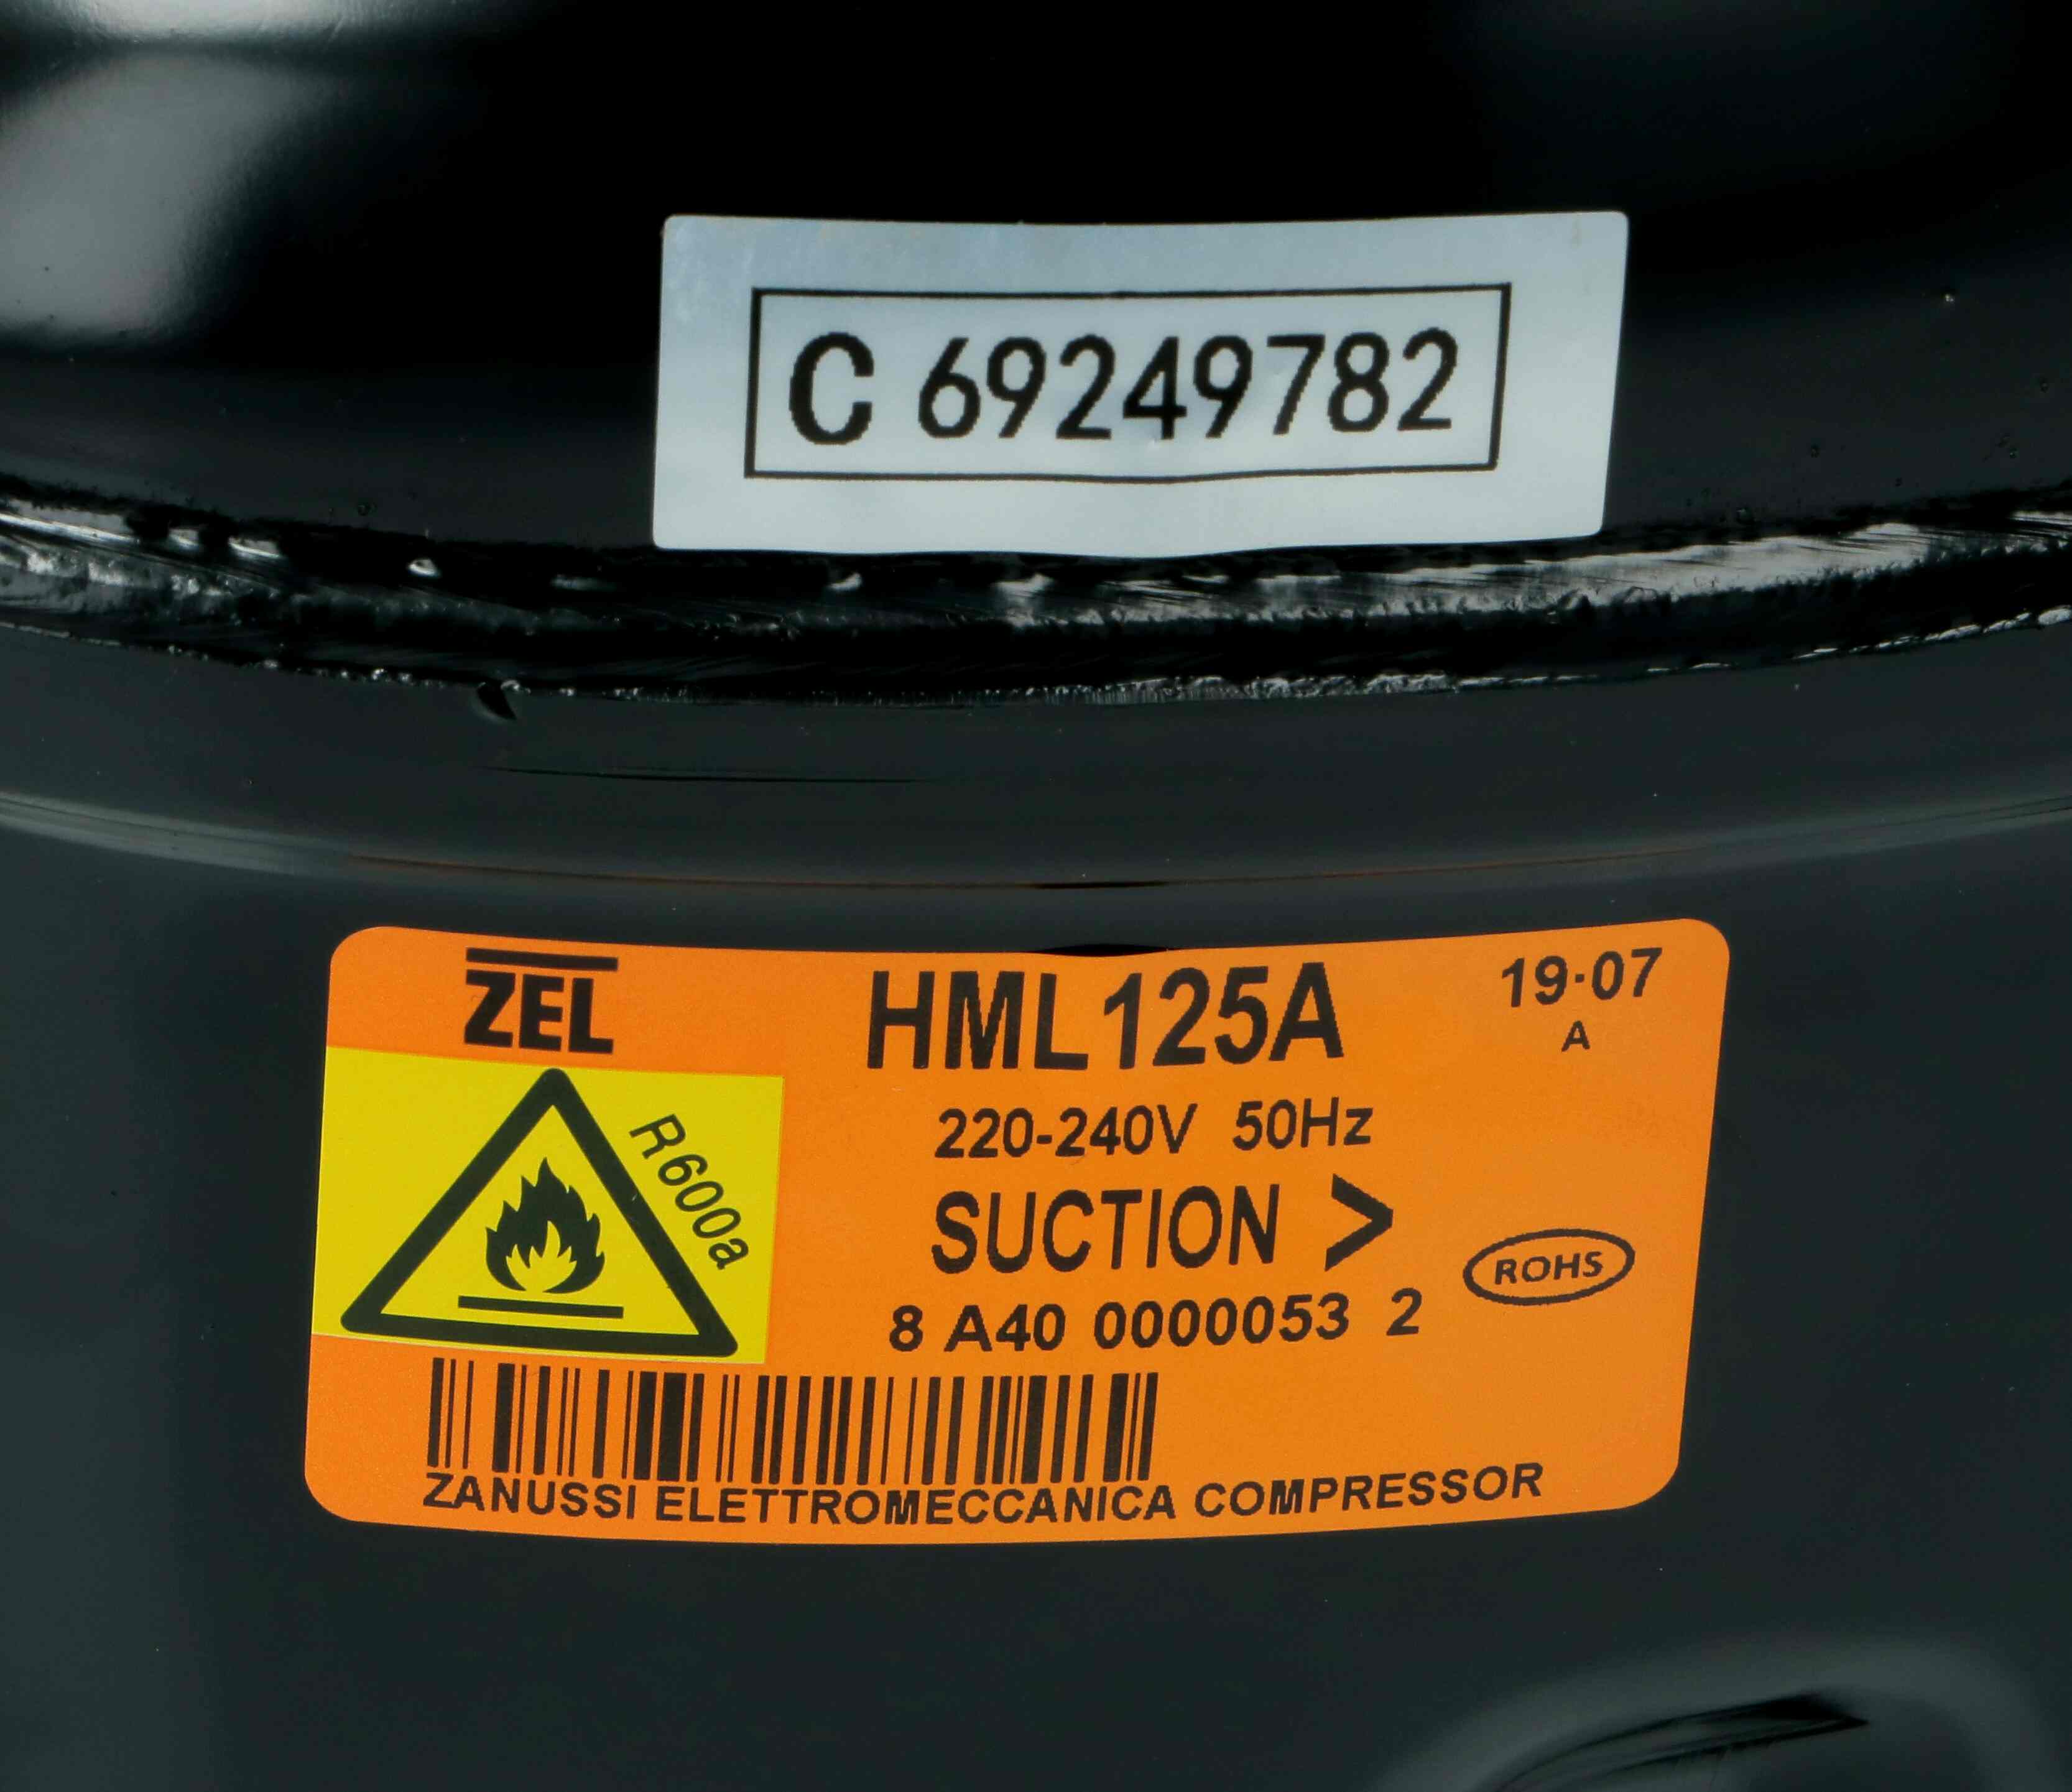 C 69249782
ZEL
HML125A
19·07
A
R600a
220-240V 50Hz
SUCTION >
ROHS
8 A40 0000053 2
ZANUSSI ELETTROMECCANICA COMPRESSOR